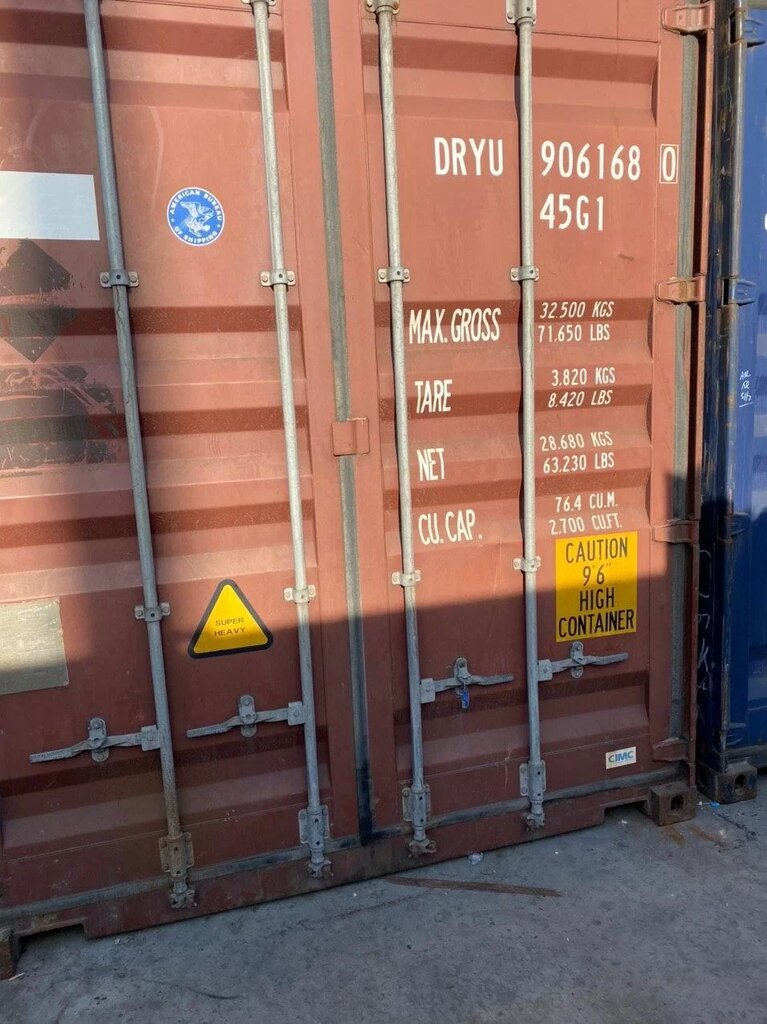 DRYU 906168 0
45G1
AMERICAN BUREAU
OF SHIPPING
MAX. GROSS 32.500 KGS
71.650 LBS
TARE 3.820 KGS
8.420 LBS
NET 28.680 KGS
63.230 LBS
CU. CAP. 76.4 CU.M.
2.700 CU.FT.
CAUTION
9'6"
HIGH
CONTAINER
SUPER
HEAVY
CIMC